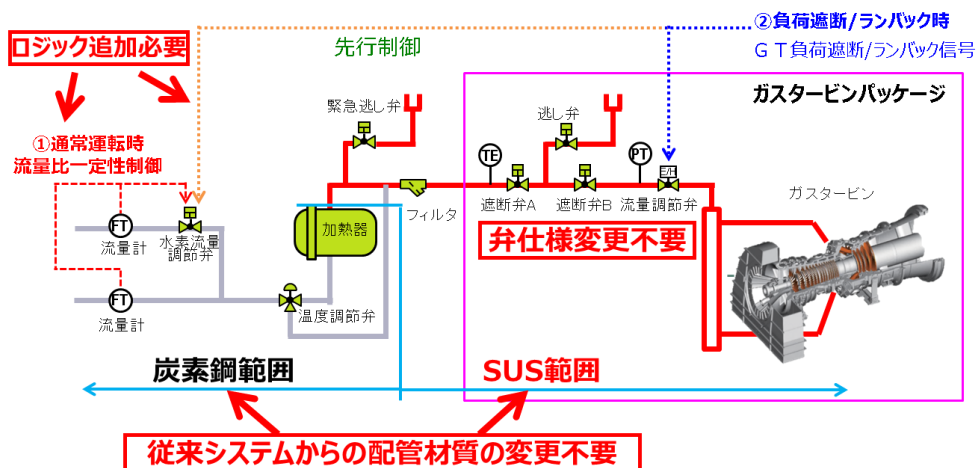 ②負荷遮断/ランバック時
GT負荷遮断/ランバック信号
ロジック追加必要
先行制御
ガスタービンパッケージ
緊急逃し弁
逃し弁
①通常運転時
流量比一定性制御
TE
PT
E/H
ガスタービン
フィルタ
遮断弁A
遮断弁B
流量調節弁
FT
流量計
水素流量
調節弁
加熱器
弁仕様変更不要
FT
流量計
温度調節弁
炭素鋼範囲
SUS範囲
従来システムからの配管材質の変更不要